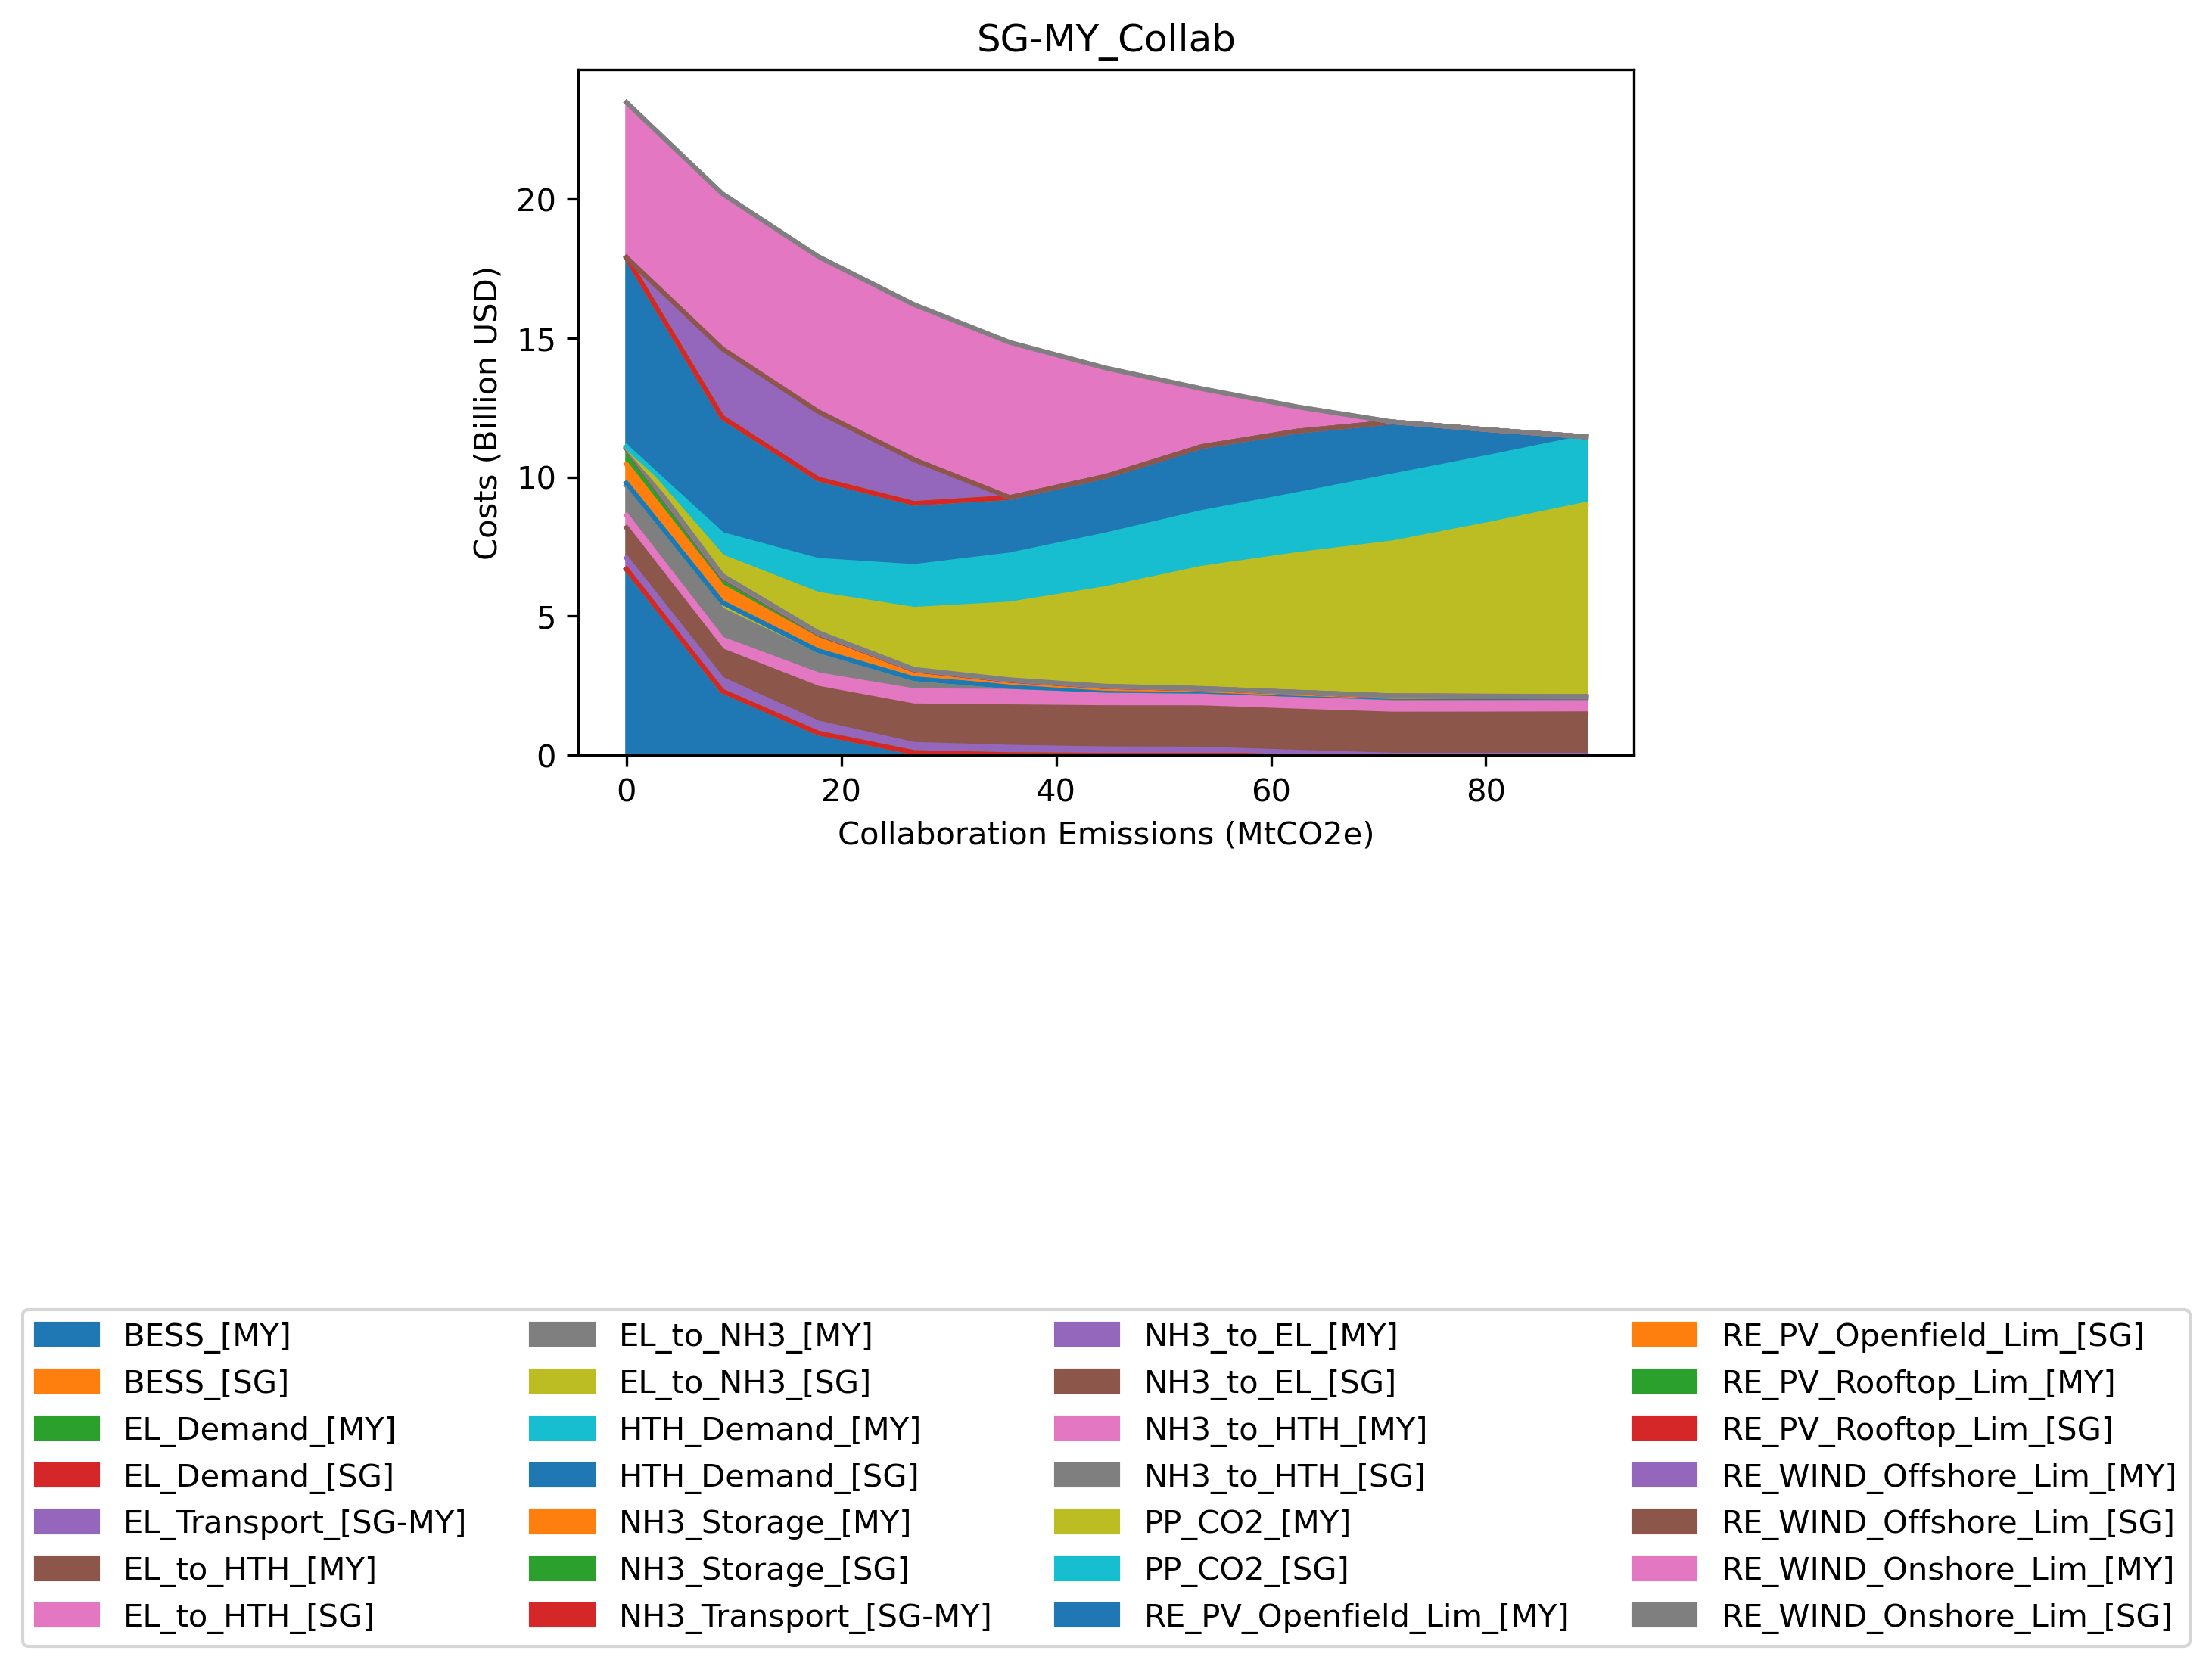 SG-MY_Collab
Costs (Billion USD)
20
15
10
5
0
0 20 40 60 80
Collaboration Emissions (MtCO2e)
BESS_[MY]
BESS_[SG]
EL_Demand_[MY]
EL_Demand_[SG]
EL_Transport_[SG-MY]
EL_to_HTH_[MY]
EL_to_HTH_[SG]
EL_to_NH3_[MY]
EL_to_NH3_[SG]
HTH_Demand_[MY]
HTH_Demand_[SG]
NH3_Storage_[MY]
NH3_Storage_[SG]
NH3_Transport_[SG-MY]
NH3_to_EL_[MY]
NH3_to_EL_[SG]
NH3_to_HTH_[MY]
NH3_to_HTH_[SG]
PP_CO2_[MY]
PP_CO2_[SG]
RE_PV_Openfield_Lim_[MY]
RE_PV_Openfield_Lim_[SG]
RE_PV_Rooftop_Lim_[MY]
RE_PV_Rooftop_Lim_[SG]
RE_WIND_Offshore_Lim_[MY]
RE_WIND_Offshore_Lim_[SG]
RE_WIND_Onshore_Lim_[MY]
RE_WIND_Onshore_Lim_[SG]